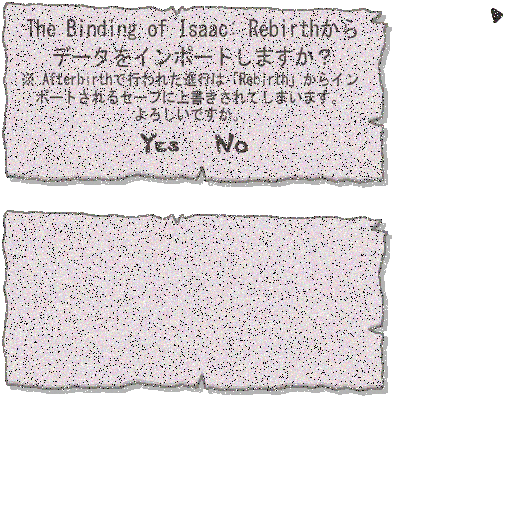 The Binding of Isaac Rebirthから
データをインポートしますか？
※ Afterbirthで行われた進行は「Rebirth」からイン
ポートされるセーブに上書きされてしまいます。
よろしいですか。
YES NO